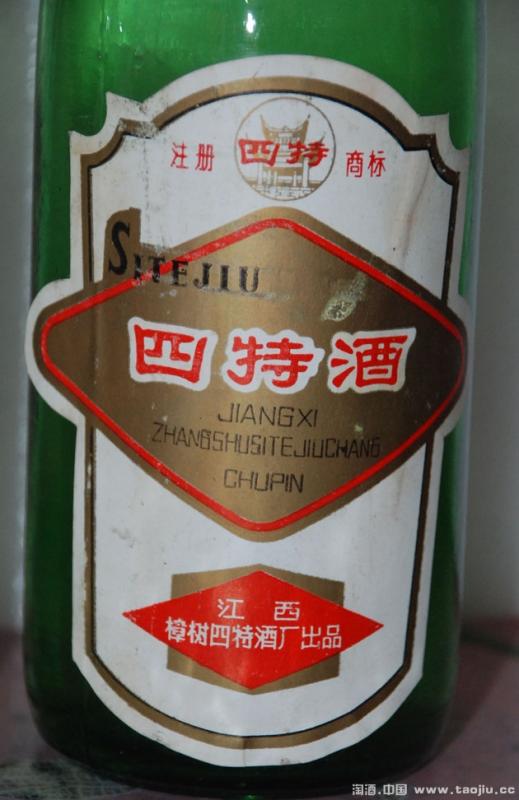 注册 四特 商标
SITEJIU
四特酒
JIANGXI
ZHANGSHUSITEJIUCHANG
CHUPIN
江西
樟树四特酒厂出品
淘酒.中国 www.taojiu.cc